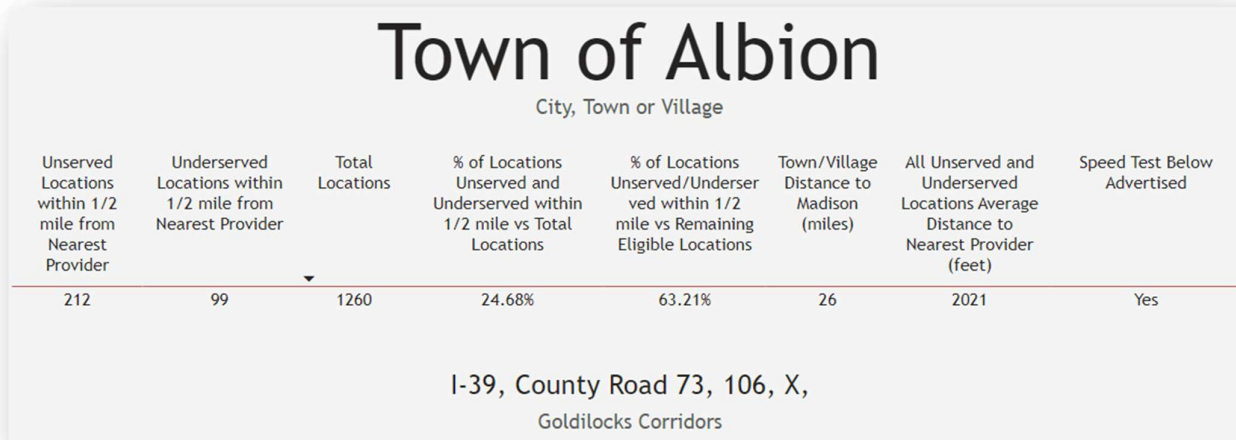 Town of Albion
City, Town or Village
Unserved
Locations
within 1/2
mile from
Nearest
Provider
Underserved
Locations within
1/2 mile from
Nearest Provider
Total
Locations
% of Locations
Unserved and
Underserved within
1/2 mile vs Total
Locations
% of Locations
Unserved/Underser
ved within 1/2
mile vs Remaining
Eligible Locations
Town/Village
Distance to
Madison
(miles)
All Unserved and
Underserved
Locations Average
Distance to
Nearest Provider
(feet)
Speed Test Below
Advertised
212 99 1260 24.68% 63.21% 26 2021 Yes
I-39, County Road 73, 106, X,
Goldilocks Corridors